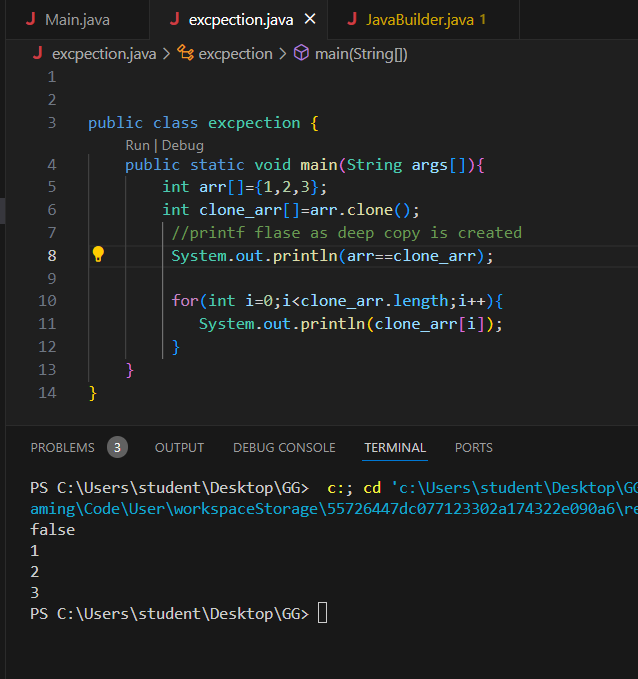 J Main.java
J excpection.java ×
J JavaBuilder.java 1
J excpection.java > excpection > main(String[])
1
2
3 public class excpection {
Run | Debug
4 public static void main(String args[]){
5 int arr[]={1,2,3};
6 int clone_arr[]=arr.clone();
7 //printf flase as deep copy is created
8 System.out.println(arr==clone_arr);
9
10 for(int i=0;i<clone_arr.length;i++){
11 System.out.println(clone_arr[i]);
12 }
13 }
14 }
PROBLEMS 3 OUTPUT DEBUG CONSOLE TERMINAL PORTS
PS C:\Users\student\Desktop\GG> c:; cd 'c:\Users\student\Desktop\GG
aming\Code\User\workspaceStorage\55726447dc077123302a174322e090a6\re
false
1
2
3
PS C:\Users\student\Desktop\GG>